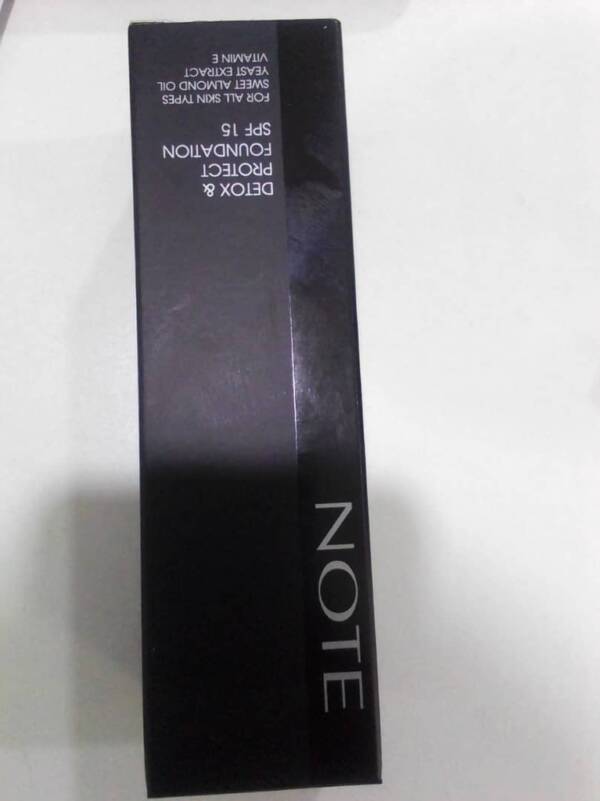 NOTE
DETOX &
PROTECT
FOUNDATION
SPF 15
FOR ALL SKIN TYPES
SWEET ALMOND OIL
YEAST EXTRACT
VITAMIN E